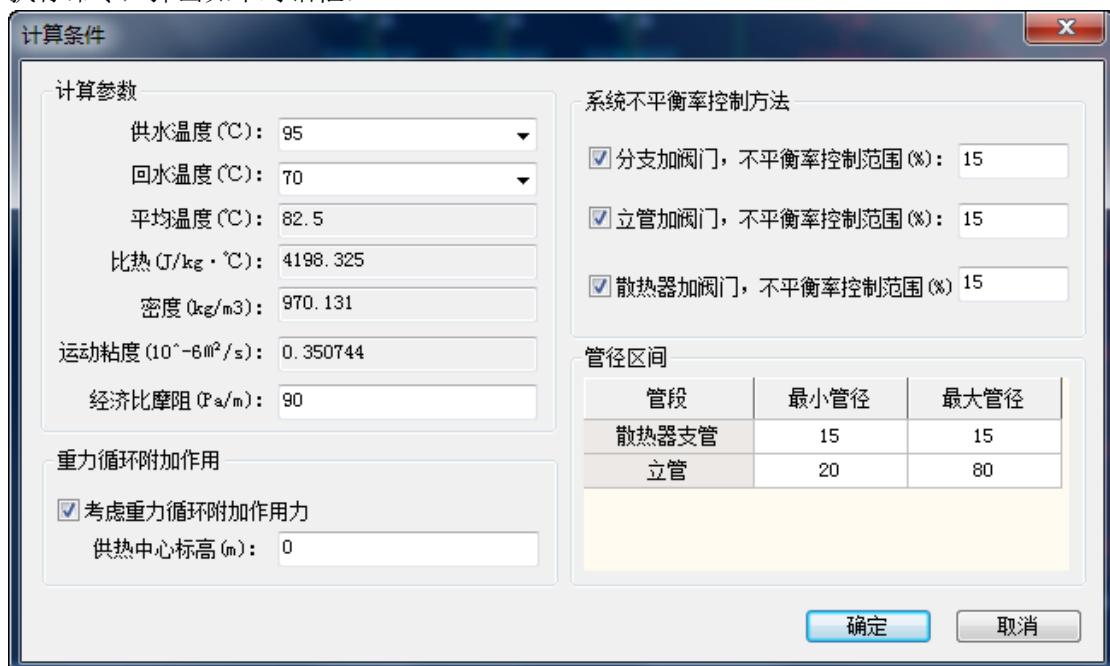 计算条件
计算参数
供水温度(℃): 95
回水温度(℃): 70
平均温度(℃): 82.5
比热(J/kg·℃): 4198.325
密度(kg/m3): 970.131
运动粘度(10^-6m²/s): 0.350744
经济比摩阻(Pa/m): 90
重力循环附加作用
考虑重力循环附加作用力
供热中心标高(m): 0
系统不平衡率控制方法
分支加阀门，不平衡率控制范围(%): 15
立管加阀门，不平衡率控制范围(%): 15
散热器加阀门，不平衡率控制范围(%) 15
管径区间
管段 最小管径 最大管径
散热器支管 15 15
立管 20 80
确定 取消